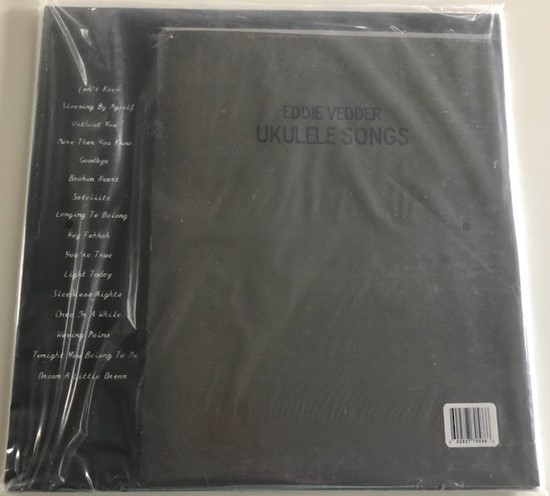 Can't Keep
Sleeping By Myself
Without You
More Than You Know
Goodbye
Broken Heart
Satellite
Longing To Belong
Hey Fahkah
You're True
Light Today
Sleepless Nights
Once In A While
Waving Palms
Tonight You Belong To Me
Dream A Little Dream
EDDIE VEDDER
UKULELE SONGS